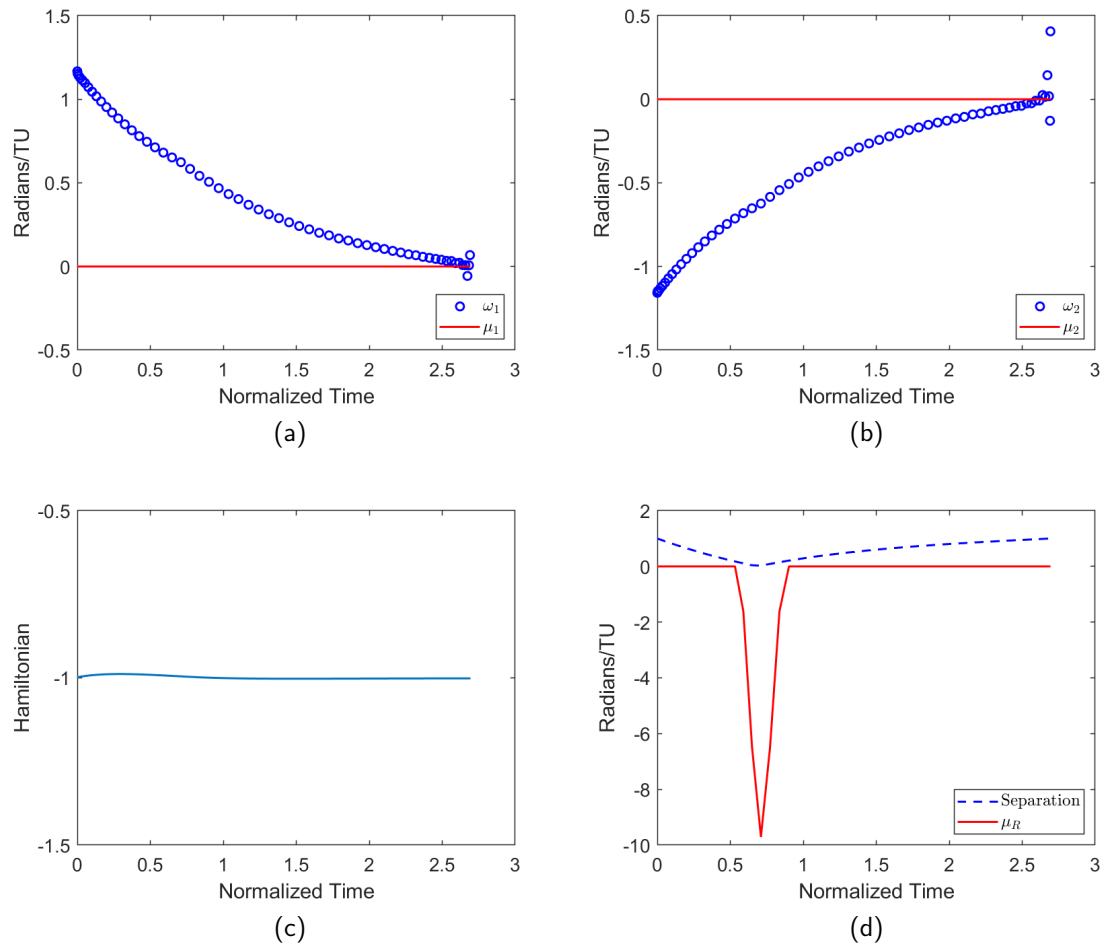 1.5
1
0.5
0
-0.5
Radians/TU
0 0.5 1 1.5 2 2.5 3
Normalized Time
ω₁
μ₁
(a)
0.5
0
-0.5
-1
-1.5
Radians/TU
0 0.5 1 1.5 2 2.5 3
Normalized Time
ω₂
μ₂
(b)
-0.5
-1
-1.5
Hamiltonian
0 0.5 1 1.5 2 2.5 3
Normalized Time
(c)
2
0
-2
-4
-6
-8
-10
Radians/TU
0 0.5 1 1.5 2 2.5 3
Normalized Time
Separation
μ_R
(d)